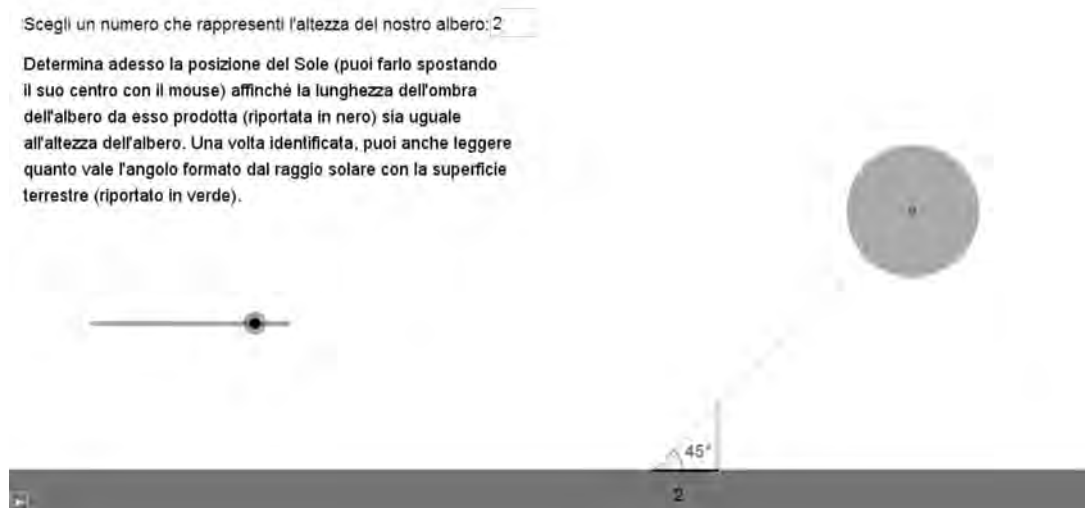 Scegli un numero che rappresenti l'altezza del nostro albero: 2
Determina adesso la posizione del Sole (puoi farlo spostando
il suo centro con il mouse) affinché la lunghezza dell'ombra
dell'albero da esso prodotta (riportata in nero) sia uguale
all'altezza dell'albero. Una volta identificata, puoi anche leggere
quanto vale l'angolo formato dal raggio solare con la superficie
terrestre (riportato in verde).
45°
2